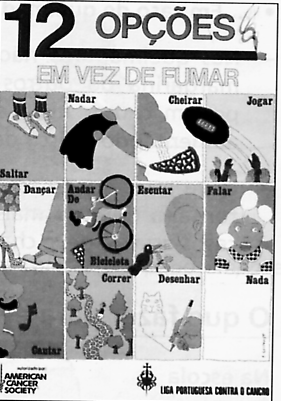 12 OPÇÕES
EM VEZ DE FUMAR
Saltar
Nadar
Cheirar
Jogar
Dançar
Andar
De
Bicicleta
Escutar
Falar
Cantar
Correr
Desenhar
Nada
AMERICAN
CANCER
SOCIETY
LIGA PORTUGUESA CONTRA O CANCRO